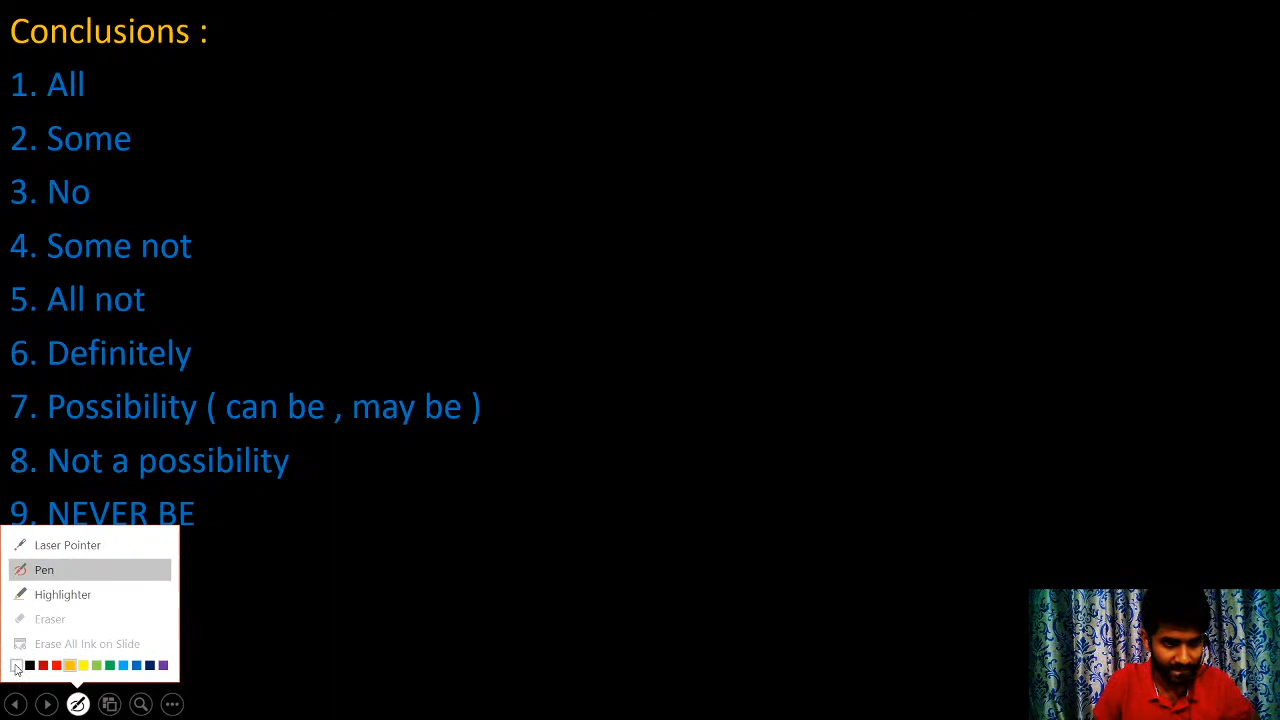 Conclusions :
1. All
2. Some
3. No
4. Some not
5. All not
6. Definitely
7. Possibility ( can be , may be )
8. Not a possibility
9. NEVER BE
Laser Pointer
Pen
Highlighter
Eraser
Erase All Ink on Slide